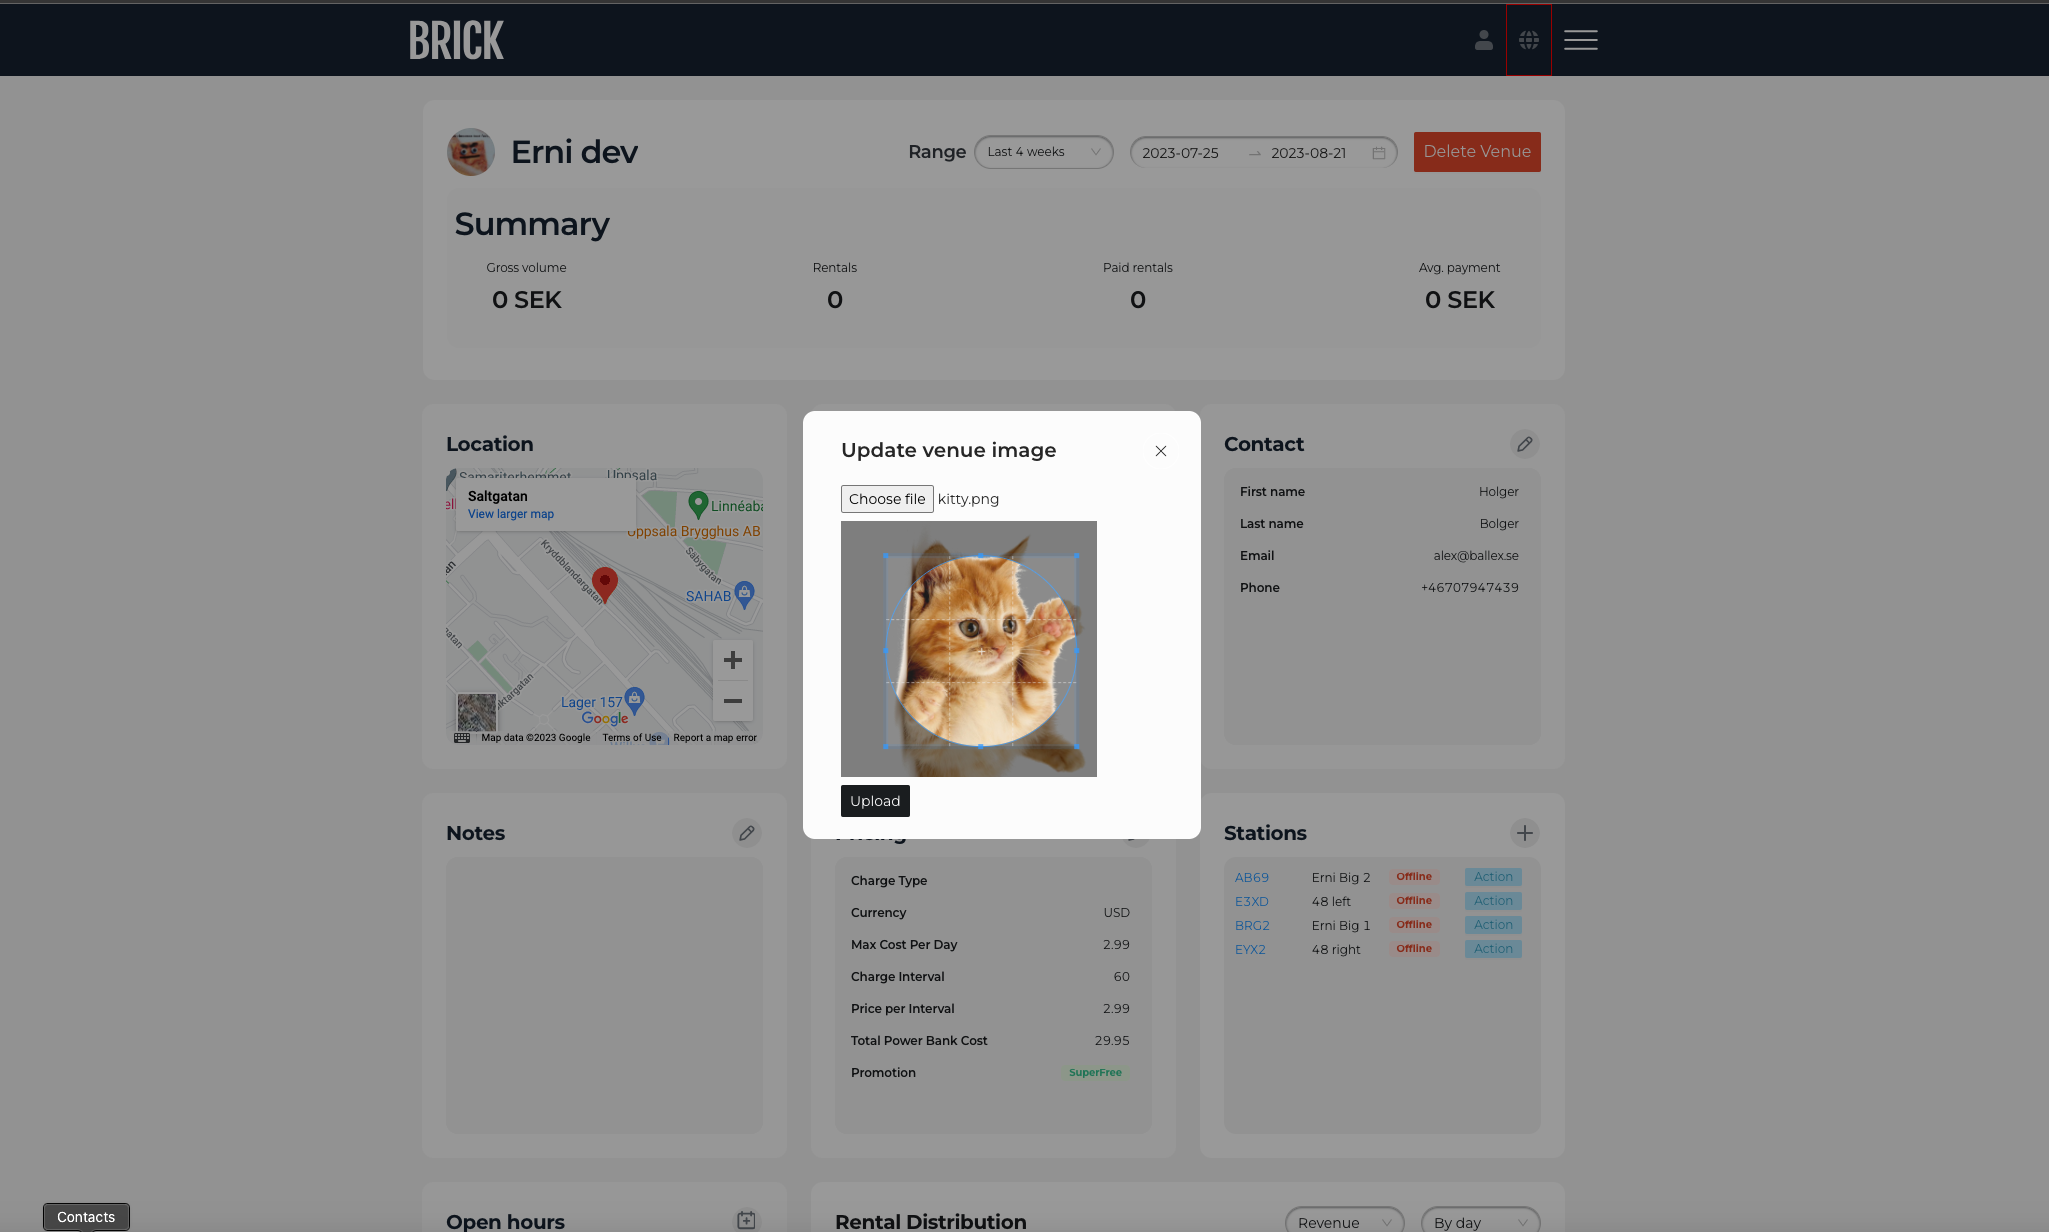 BRICK
Erni dev
Range
Last 4 weeks
2023-07-25 → 2023-08-21
Delete Venue
Summary
Gross volume
0 SEK
Rentals
0
Paid rentals
0
Avg. payment
0 SEK
Location
Samariterhemmet
Uppsala
Saltgatan
View larger map
Linnéaba
Uppsala Brygghus AB
Kryddblandargatan
Säbygatan
SAHAB
Lager 157
Google
Map data ©2023 Google
Terms of Use
Report a map error
Update venue image
Choose file kitty.png
Upload
Contact
First name Holger
Last name Bolger
Email alex@ballex.se
Phone +46707947439
Notes
Pricing
Charge Type
Currency USD
Max Cost Per Day 2.99
Charge Interval 60
Price per Interval 2.99
Total Power Bank Cost 29.95
Promotion SuperFree
Stations
AB69 Erni Big 2 Offline Action
E3XD 48 left Offline Action
BRG2 Erni Big 1 Offline Action
EYX2 48 right Offline Action
Open hours
Rental Distribution
Revenue
By day
Contacts